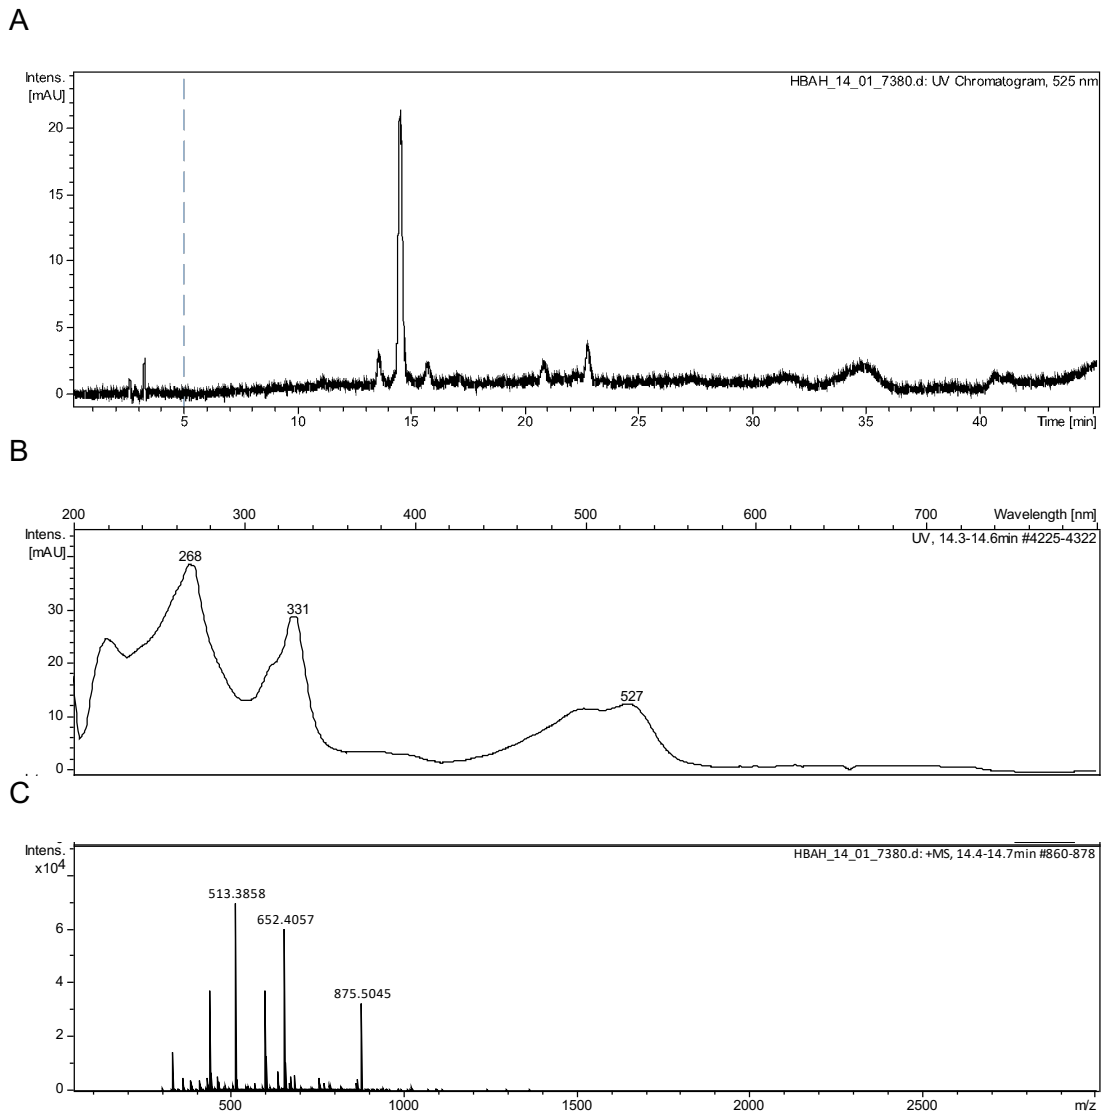 A
Intens.
[mAU]
HBAH_14_01_7380.d: UV Chromatogram, 525 nm
20
15
10
5
0
5 10 15 20 25 30 35 40 Time [min]
B
200 300 400 500 600 700 Wavelength [nm]
Intens.
[mAU]
UV, 14.3-14.6min #4225-4322
268
331
527
30
20
10
0
C
Intens.
x10⁴
HBAH_14_01_7380.d: +MS, 14.4-14.7min #860-878
513.3858
652.4057
875.5045
6
4
2
0
500 1000 1500 2000 2500 m/z